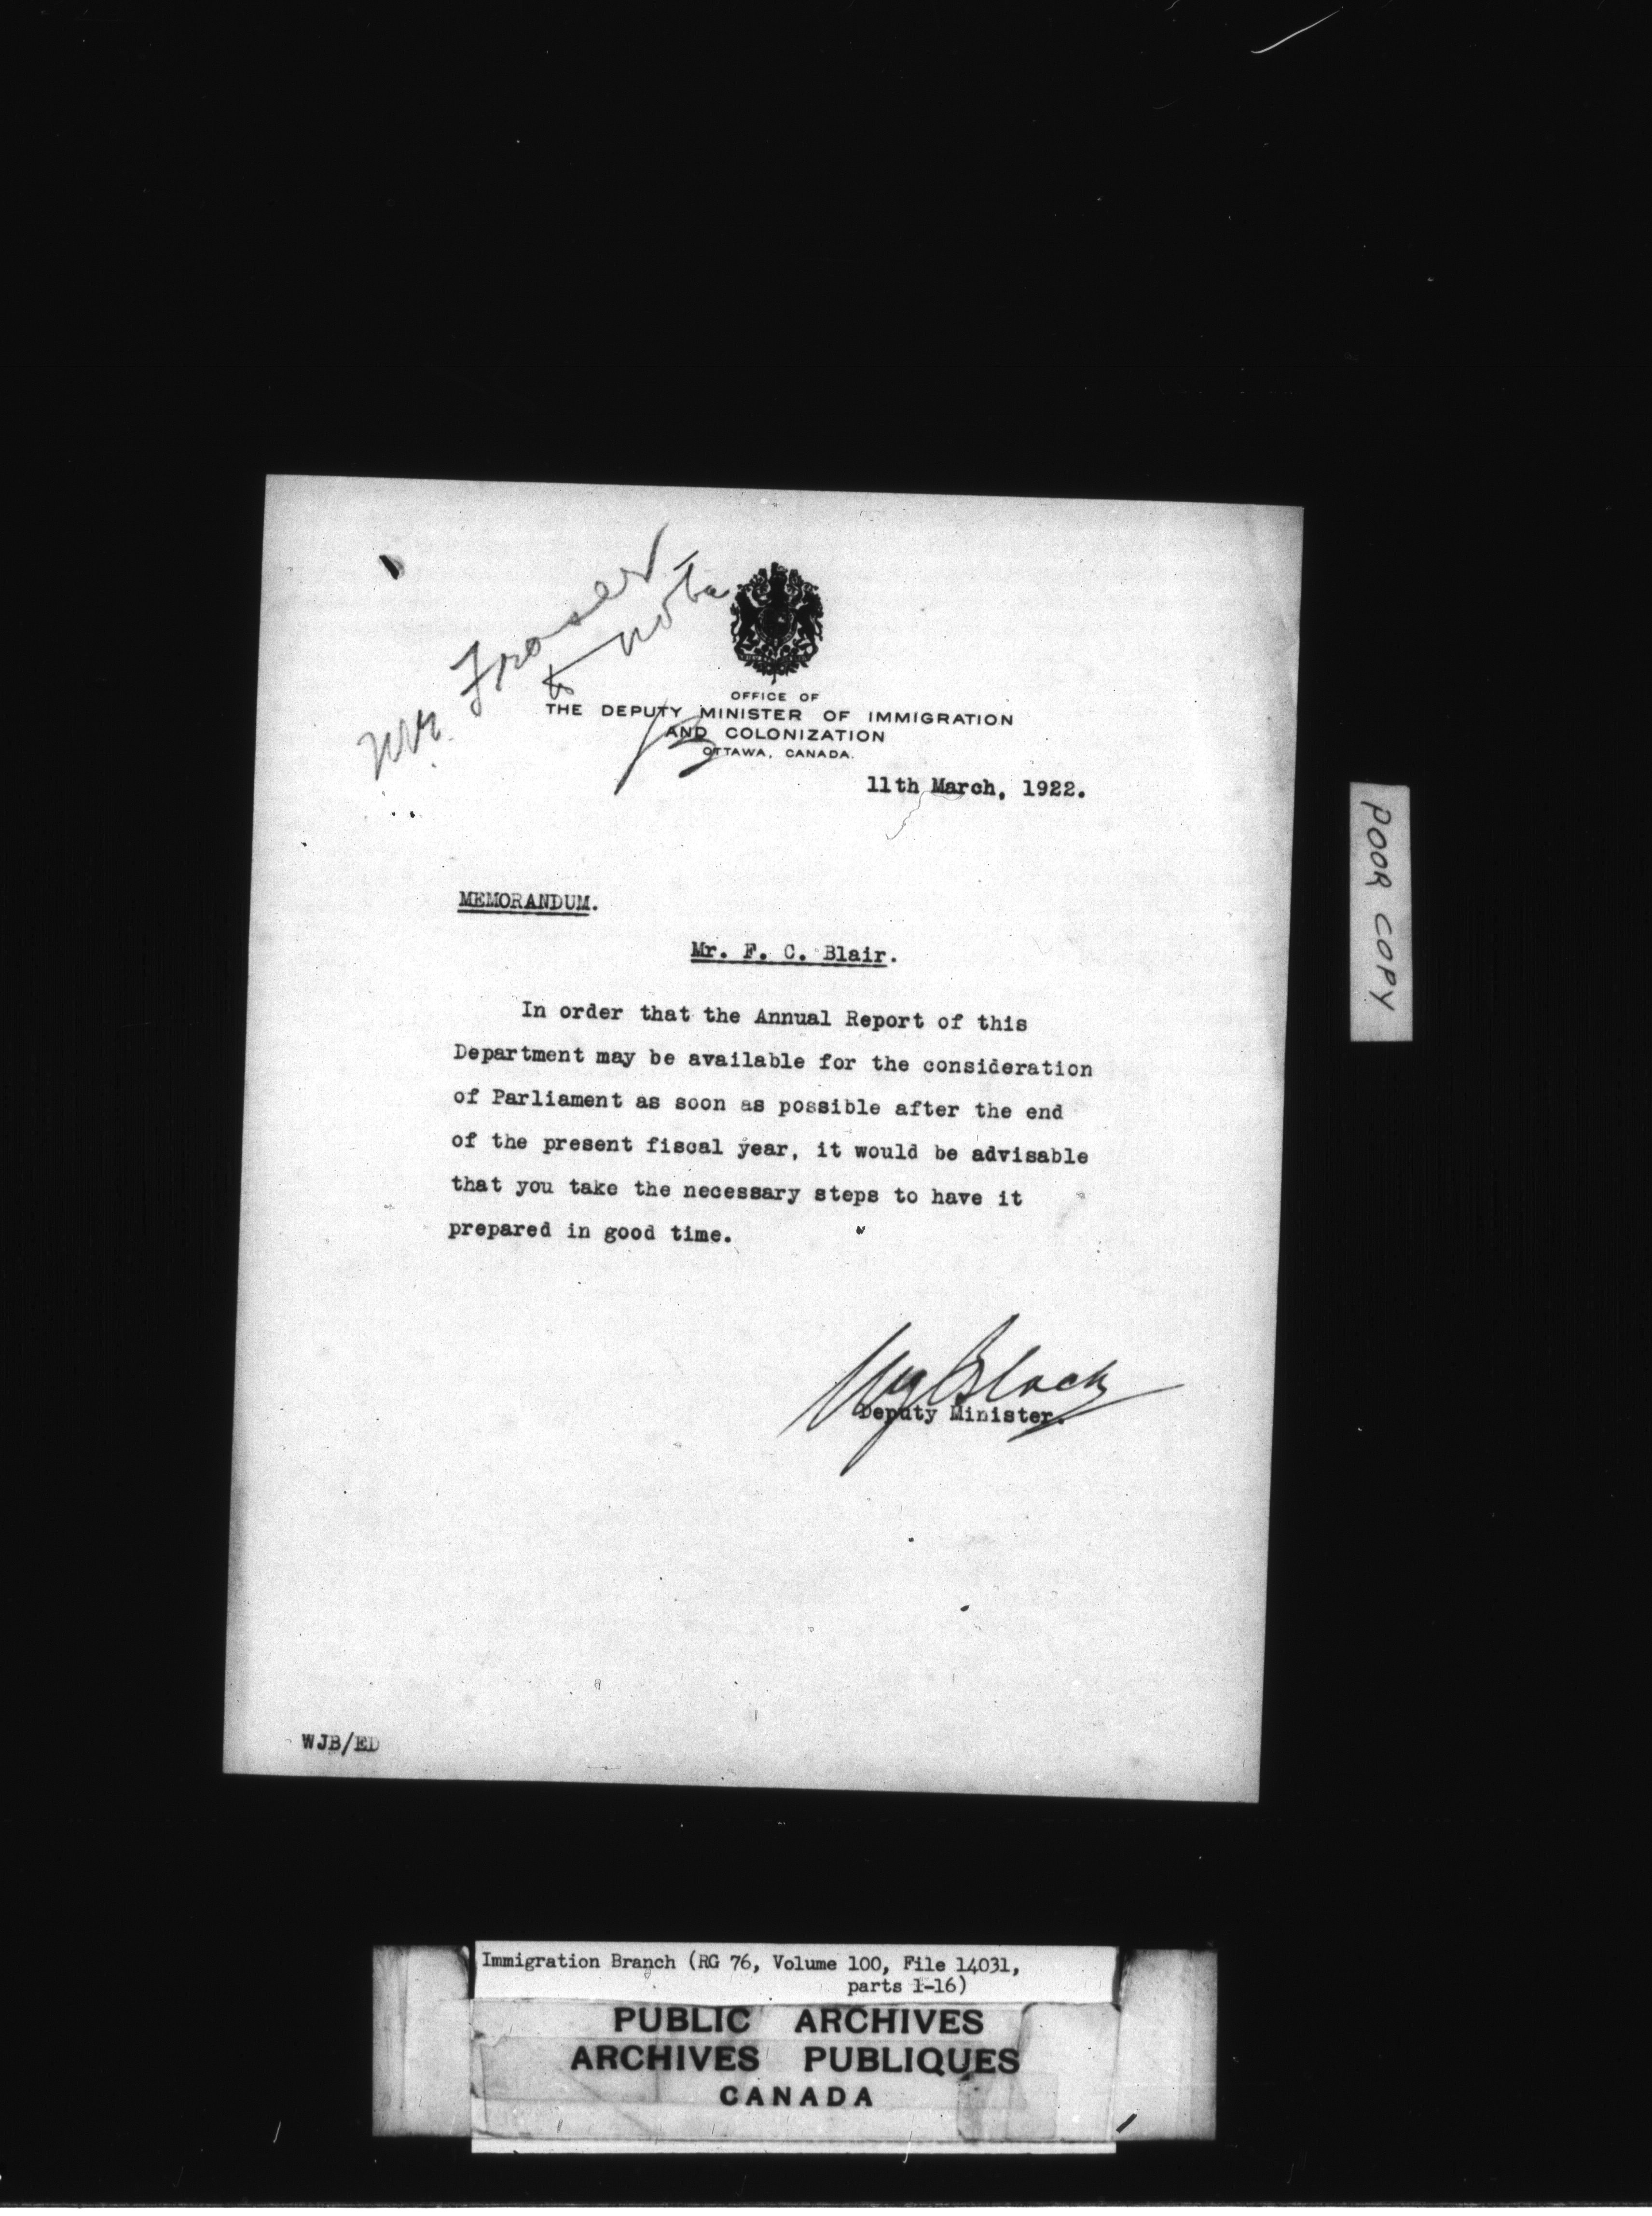 Mr. Fraser
to note
OFFICE OF
THE DEPUTY MINISTER OF IMMIGRATION
AND COLONIZATION
OTTAWA, CANADA.
11th March, 1922.
MEMORANDUM.
Mr. F. C. Blair.
In order that the Annual Report of this
Department may be available for the consideration
of Parliament as soon as possible after the end
of the present fiscal year, it would be advisable
that you take the necessary steps to have it
prepared in good time.
WJBlack
Deputy Minister.
WJB/ED
POOR COPY
Immigration Branch (RG 76, Volume 100, File 14031,
parts 1-16)
PUBLIC ARCHIVES
ARCHIVES PUBLIQUES
CANADA